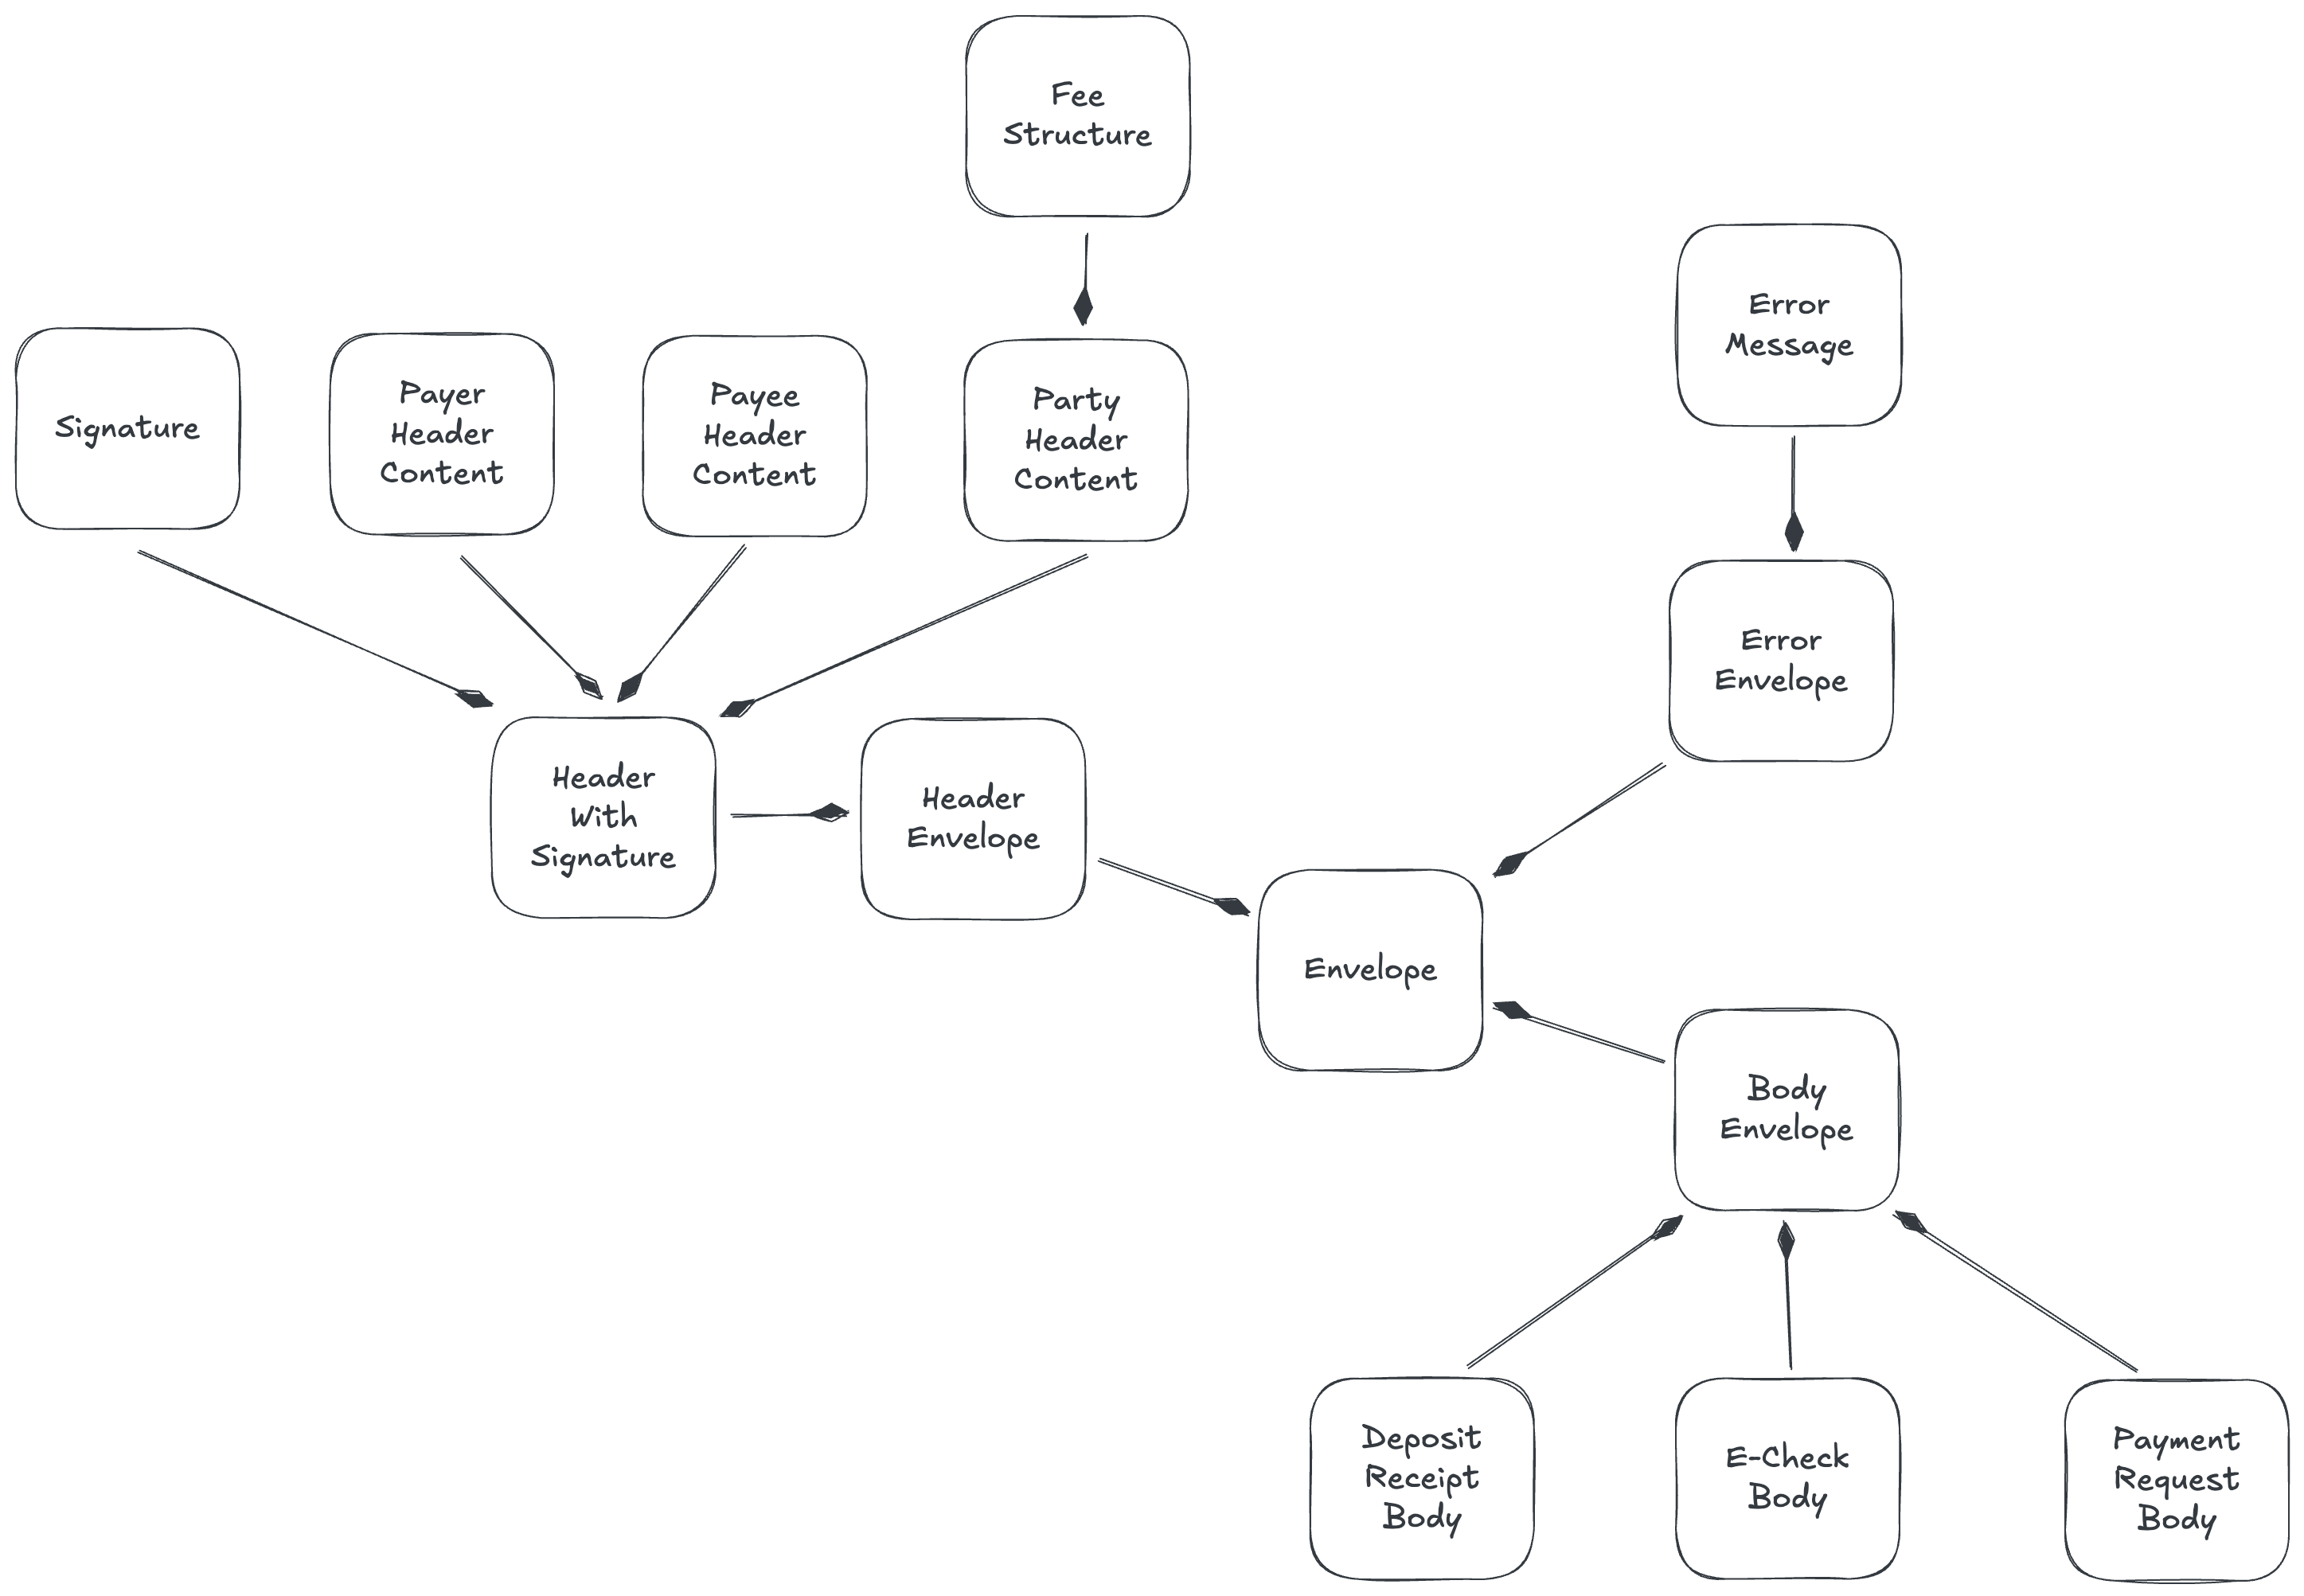 Fee
Structure
Error
Message
Signature
Payer
Header
Content
Payee
Header
Content
Party
Header
Content
Error
Envelope
Header
With
Signature
Header
Envelope
Envelope
Body
Envelope
Deposit
Receipt
Body
E-Check
Body
Payment
Request
Body